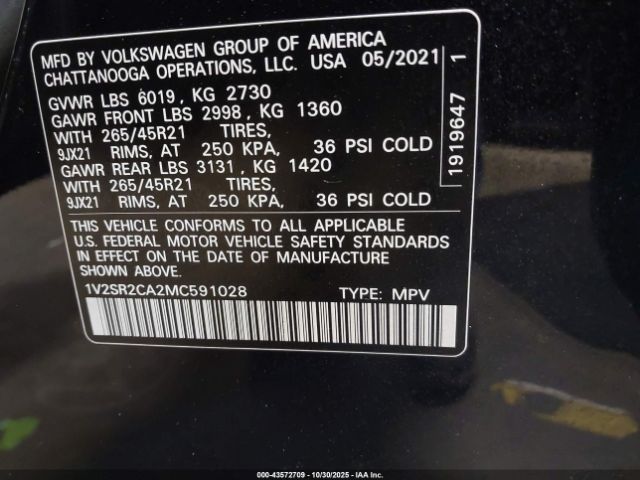 MFD BY VOLKSWAGEN GROUP OF AMERICA
CHATTANOOGA OPERATIONS, LLC. USA 05/2021
GVWR LBS 6019, KG 2730
GAWR FRONT LBS 2998, KG 1360
WITH 265/45R21 TIRES,
9JX21 RIMS, AT 250 KPA, 36 PSI COLD
GAWR REAR LBS 3131, KG 1420
WITH 265/45R21 TIRES,
9JX21 RIMS, AT 250 KPA, 36 PSI COLD
THIS VEHICLE CONFORMS TO ALL APPLICABLE
U.S. FEDERAL MOTOR VEHICLE SAFETY STANDARDS
IN EFFECT ON THE DATE OF MANUFACTURE
SHOWN ABOVE.
1V2SR2CA2MC591028 TYPE: MPV
1919647 1
000-43572709 - 10/30/2025 - IAA Inc.